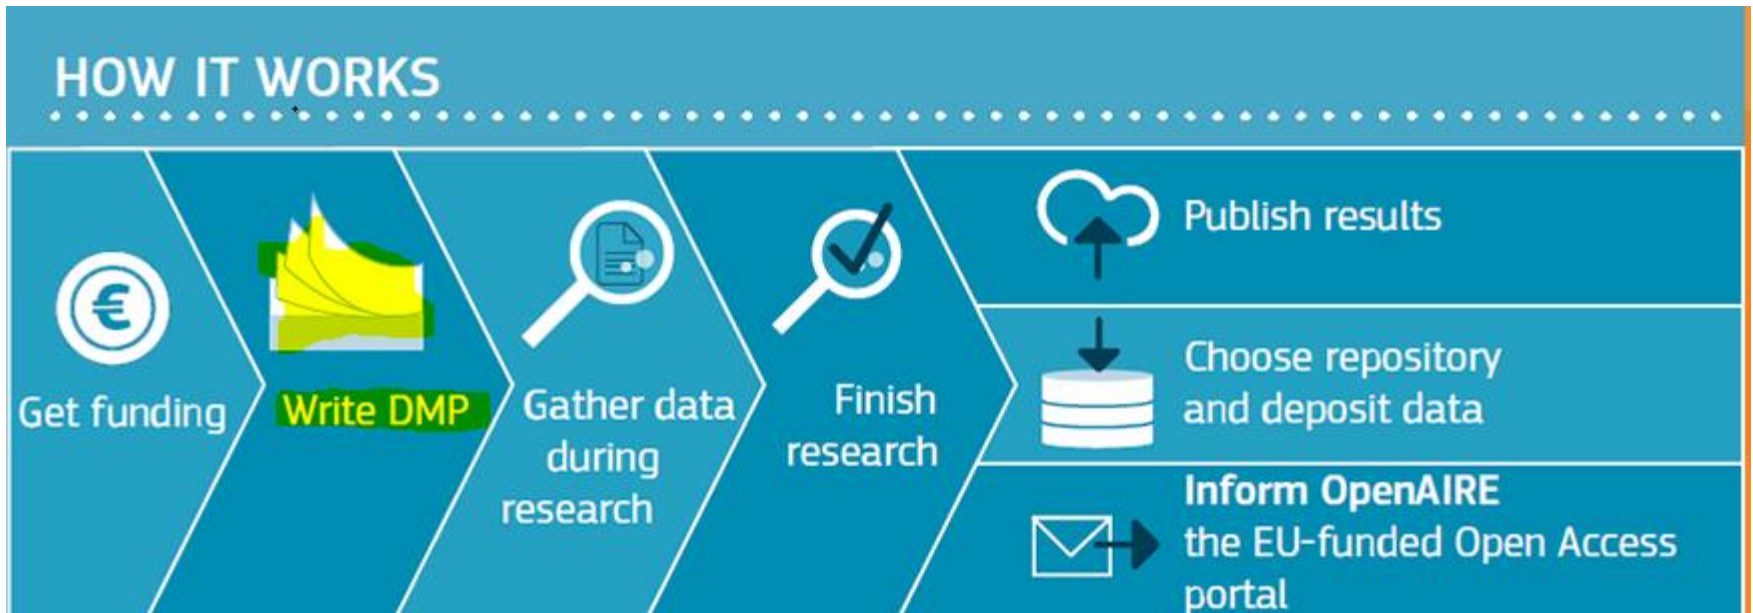 HOW IT WORKS
€
Get funding
Write DMP
Gather data
during
research
Finish
research
Publish results
Choose repository
and deposit data
Inform OpenAIRE
the EU-funded Open Access
portal